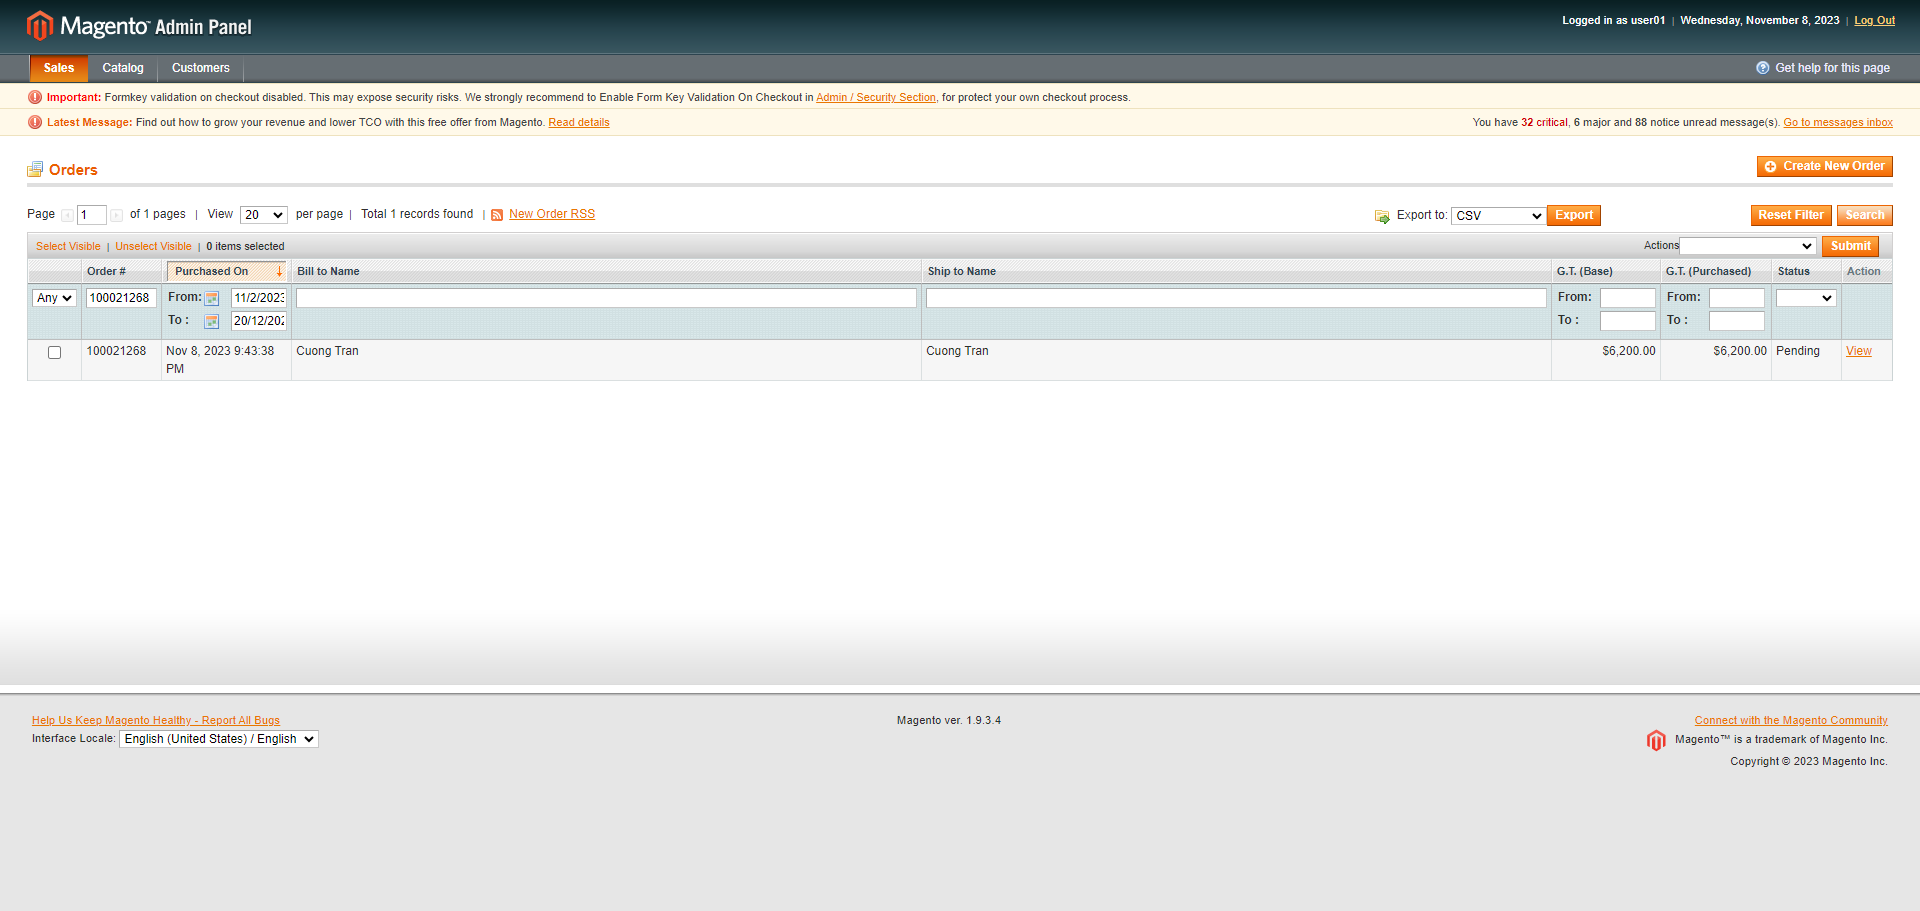 Magento™ Admin Panel
Logged in as user01 | Wednesday, November 8, 2023 | Log Out
Sales Catalog Customers Get help for this page
Important: Formkey validation on checkout disabled. This may expose security risks. We strongly recommend to Enable Form Key Validation On Checkout in Admin / Security Section, for protect your own checkout process.
Latest Message: Find out how to grow your revenue and lower TCO with this free offer from Magento. Read details You have 32 critical, 6 major and 88 notice unread message(s). Go to messages inbox
Orders Create New Order
Page 1 of 1 pages | View 20 per page | Total 1 records found | New Order RSS Export to: CSV Export Reset Filter Search
Select Visible | Unselect Visible | 0 items selected Actions Submit
Order # Purchased On ↓ Bill to Name Ship to Name G.T. (Base) G.T. (Purchased) Status Action
Any 100021268 From: 11/2/2023 From: From:
To : 20/12/202 To : To :
100021268 Nov 8, 2023 9:43:38 Cuong Tran Cuong Tran $6,200.00 $6,200.00 Pending View
PM
Help Us Keep Magento Healthy - Report All Bugs Magento ver. 1.9.3.4 Connect with the Magento Community
Interface Locale: English (United States) / English Magento™ is a trademark of Magento Inc.
Copyright © 2023 Magento Inc.